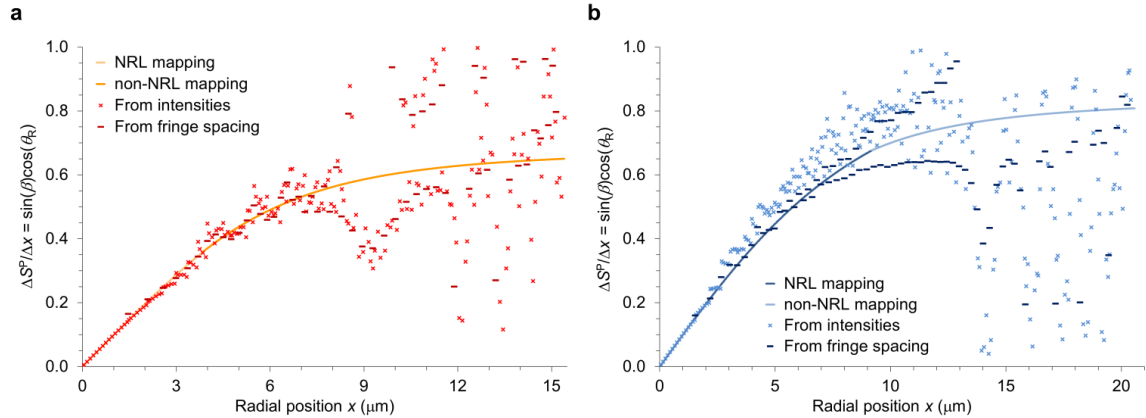 a
ΔSᴾ/Δx = sin(β)cos(θR)
1.0
0.8
0.6
0.4
0.2
0.0
NRL mapping
non-NRL mapping
From intensities
From fringe spacing
0 3 6 9 12 15
Radial position x (μm)
b
ΔSᴾ/Δx = sin(β)cos(θR)
1.0
0.8
0.6
0.4
0.2
0.0
NRL mapping
non-NRL mapping
From intensities
From fringe spacing
0 5 10 15 20
Radial position x (μm)